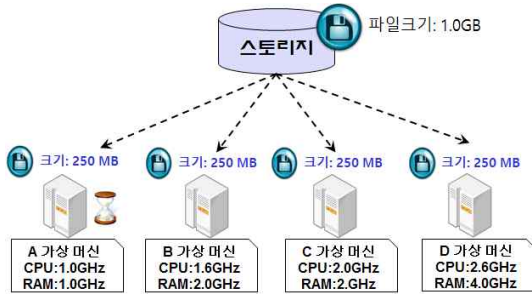 스토리지
파일크기: 1.0GB
크기: 250 MB
크기: 250 MB
크기: 250 MB
크기: 250 MB
A 가상 머신
CPU:1.0GHz
RAM:1.0GHz
B 가상 머신
CPU:1.6GHz
RAM:2.0GHz
C 가상 머신
CPU:2.0GHz
RAM:2.GHz
D 가상 머신
CPU:2.6GHz
RAM:4.0GHz